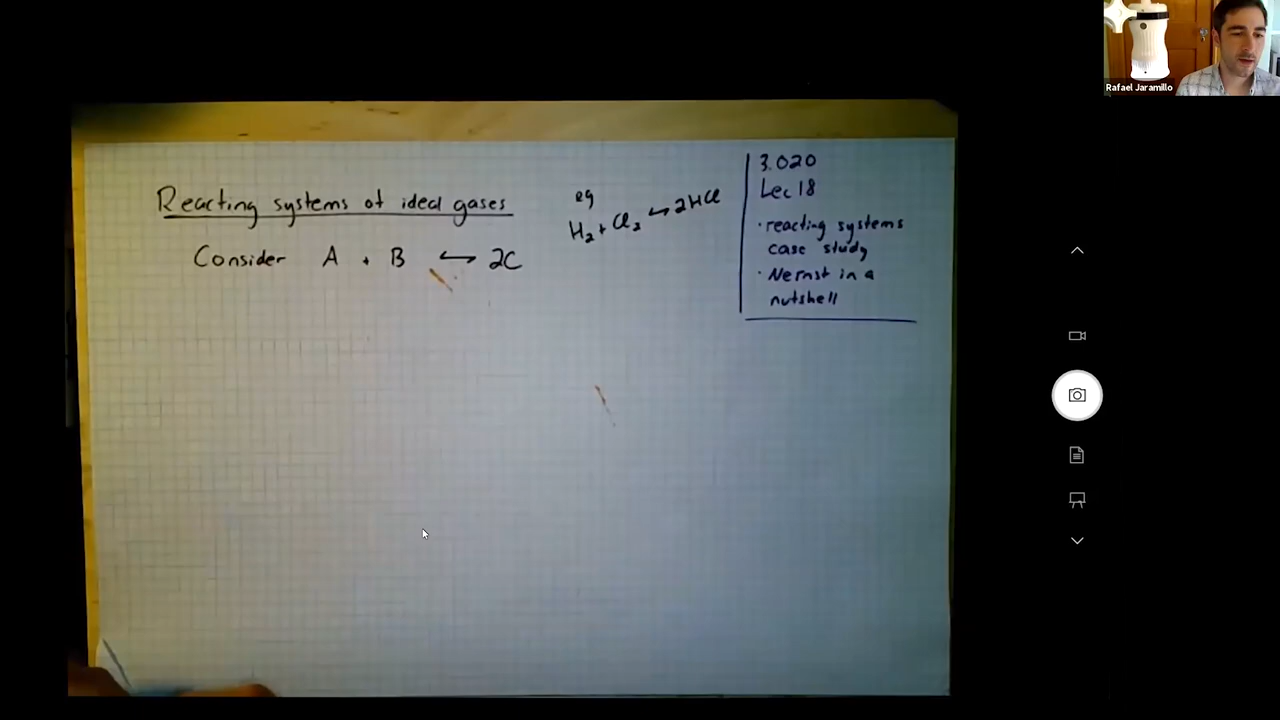 Rafael Jaramillo
Reacting systems of ideal gases
eg
H₂ + Cl₂ ↔ 2HCl
Consider A + B ↔ 2C
3.020
Lec 18
· reacting systems
case study
· Nernst in a
nutshell